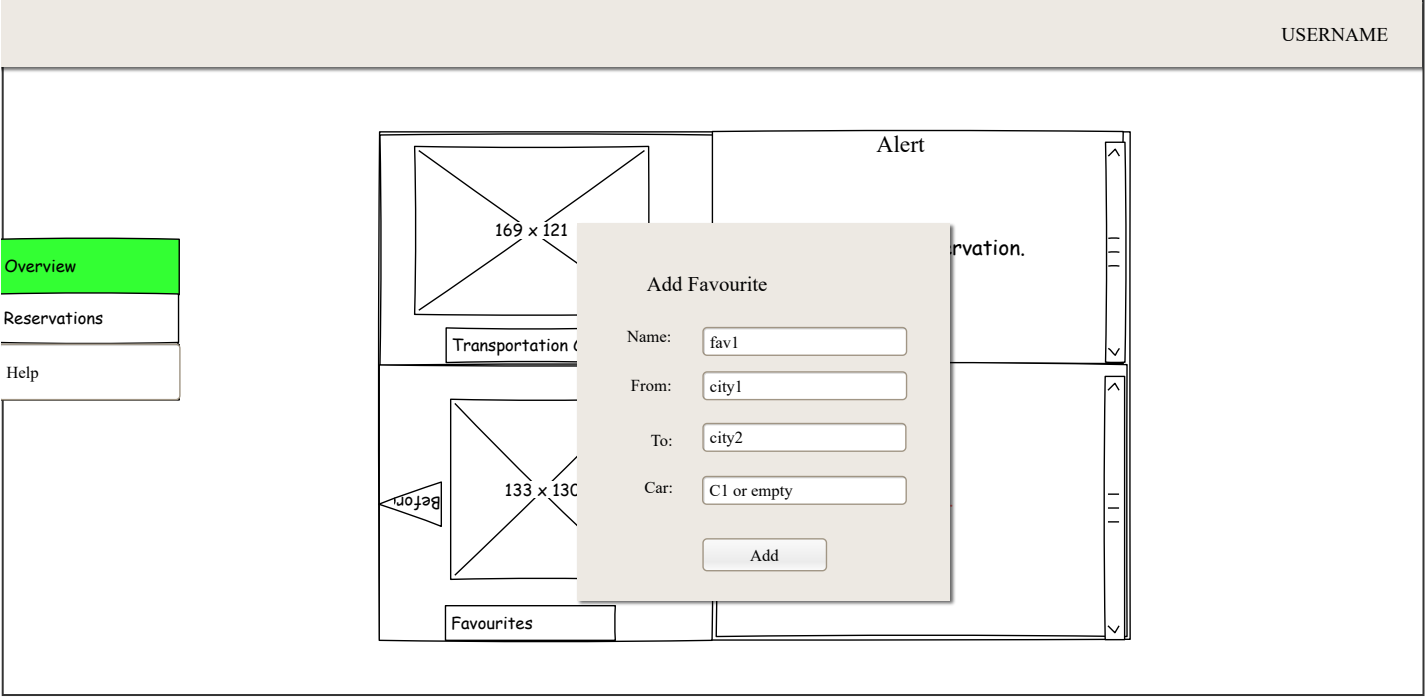 USERNAME
Overview
Reservations
Help
169 x 121
Transportation
Alert
rvation.
Add Favourite
Name:
fav1
From:
city1
To:
city2
Car:
C1 or empty
Add
Befor
133 x 130
Favourites